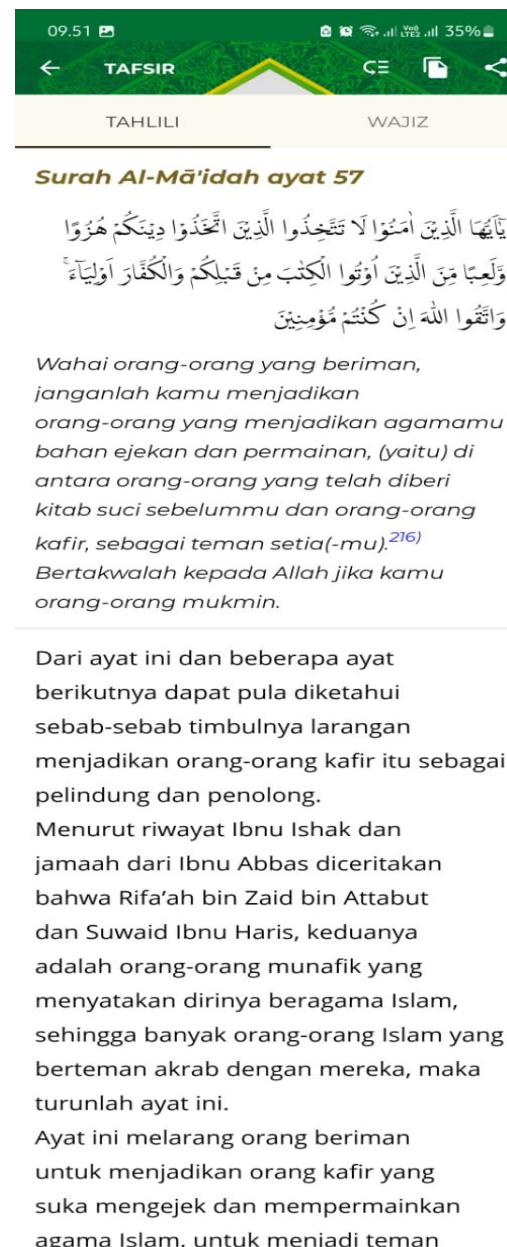 09.51
VoD
LTE2
35%
TAFSIR
TAHLILI
WAJIZ
Surah Al-Mā'idah ayat 57
يٰٓاَيُّهَا الَّذِيْنَ اٰمَنُوْا لَا تَتَّخِذُوا الَّذِيْنَ اتَّخَذُوْا دِيْنَكُمْ هُزُوًا
وَّلَعِبًا مِّنَ الَّذِيْنَ اُوْتُوا الْكِتٰبَ مِنْ قَبْلِكُمْ وَالْكُفَّارَ اَوْلِيَاۤءَۚ
وَاتَّقُوا اللّٰهَ اِنْ كُنْتُمْ مُّؤْمِنِيْنَ
Wahai orang-orang yang beriman,
janganlah kamu menjadikan
orang-orang yang menjadikan agamamu
bahan ejekan dan permainan, (yaitu) di
antara orang-orang yang telah diberi
kitab suci sebelummu dan orang-orang
kafir, sebagai teman setia(-mu).216)
Bertakwalah kepada Allah jika kamu
orang-orang mukmin.
Dari ayat ini dan beberapa ayat
berikutnya dapat pula diketahui
sebab-sebab timbulnya larangan
menjadikan orang-orang kafir itu sebagai
pelindung dan penolong.
Menurut riwayat Ibnu Ishak dan
jamaah dari Ibnu Abbas diceritakan
bahwa Rifa'ah bin Zaid bin Attabut
dan Suwaid Ibnu Haris, keduanya
adalah orang-orang munafik yang
menyatakan dirinya beragama Islam,
sehingga banyak orang-orang Islam yang
berteman akrab dengan mereka, maka
turunlah ayat ini.
Ayat ini melarang orang beriman
untuk menjadikan orang kafir yang
suka mengejek dan mempermainkan
agama Islam, untuk menjadi teman